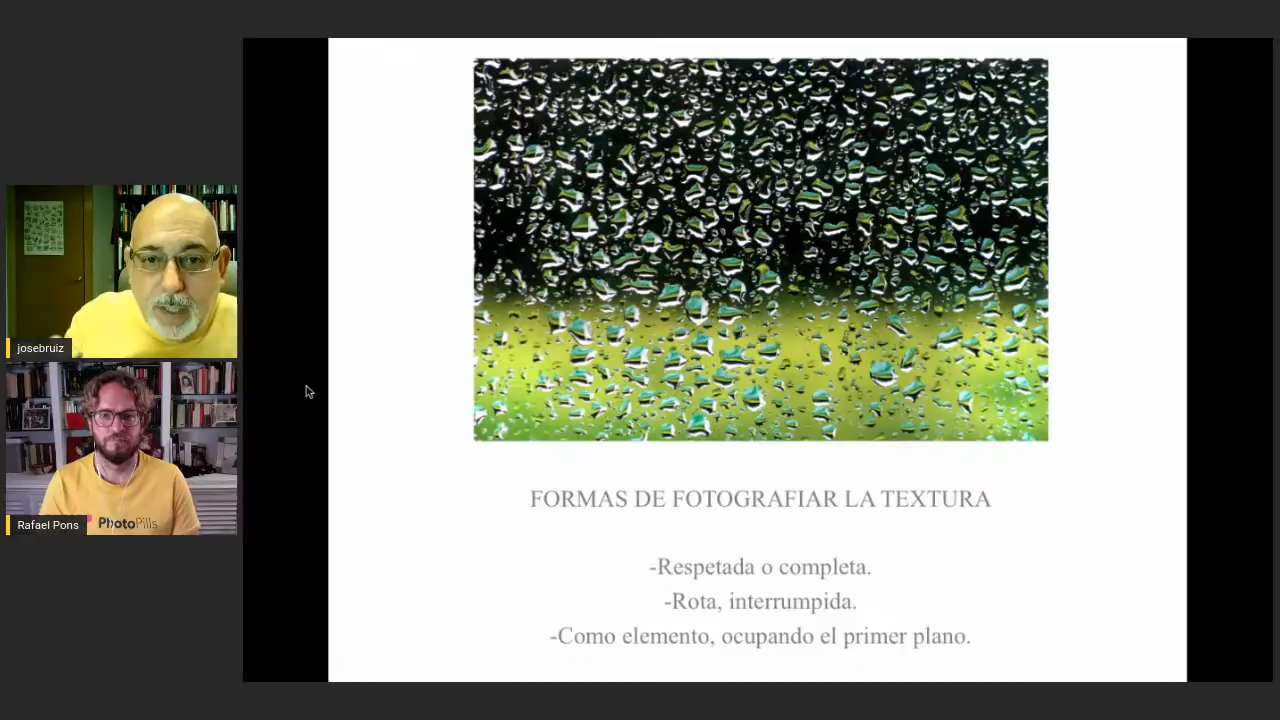 josebruiz
Rafael Pons
PhotoPills
FORMAS DE FOTOGRAFIAR LA TEXTURA
-Respetada o completa.
-Rota, interrumpida.
-Como elemento, ocupando el primer plano.